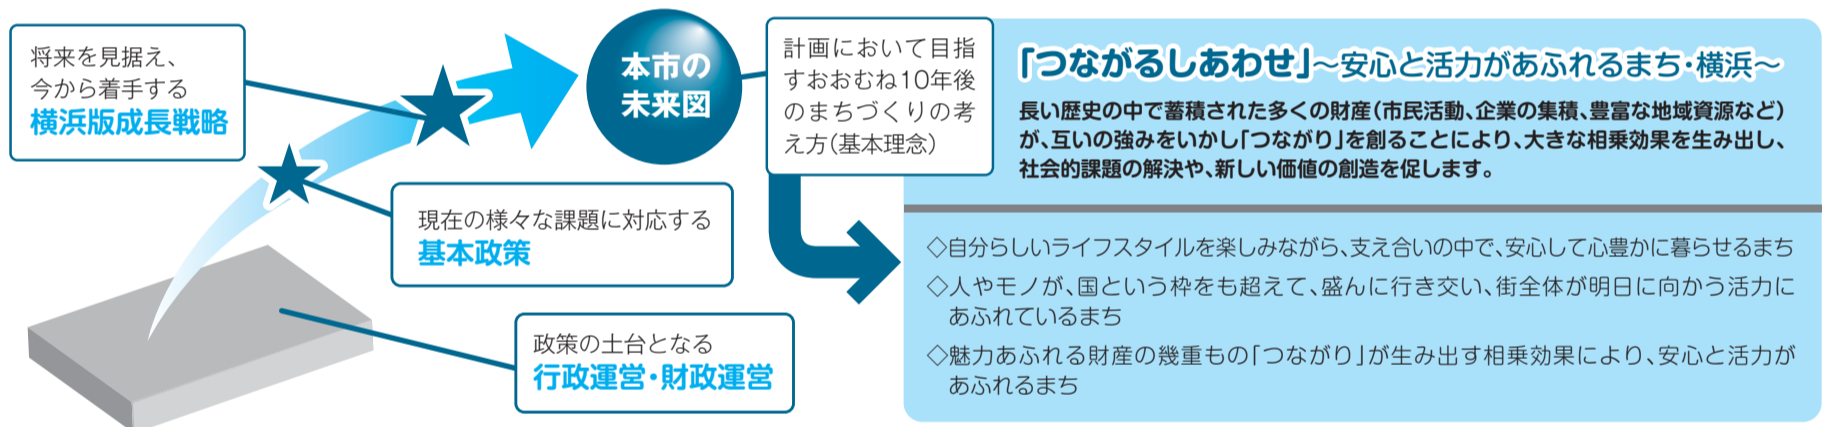 将来を見据え、
今から着手する
横浜版成長戦略
現在の様々な課題に対応する
基本政策
政策の土台となる
行政運営・財政運営
本市の
未来図
計画において目指
すおおむね10年後
のまちづくりの考
え方(基本理念)
「つながるしあわせ」～安心と活力があふれるまち・横浜～
長い歴史の中で蓄積された多くの財産(市民活動、企業の集積、豊富な地域資源など)
が、互いの強みをいかし「つながり」を創ることにより、大きな相乗効果を生み出し、
社会的課題の解決や、新しい価値の創造を促します。
◇自分らしいライフスタイルを楽しみながら、支え合いの中で、安心して心豊かに暮らせるまち
◇人やモノが、国という枠をも超えて、盛んに行き交い、街全体が明日に向かう活力に
あふれているまち
◇魅力あふれる財産の幾重もの「つながり」が生み出す相乗効果により、安心と活力が
あふれるまち